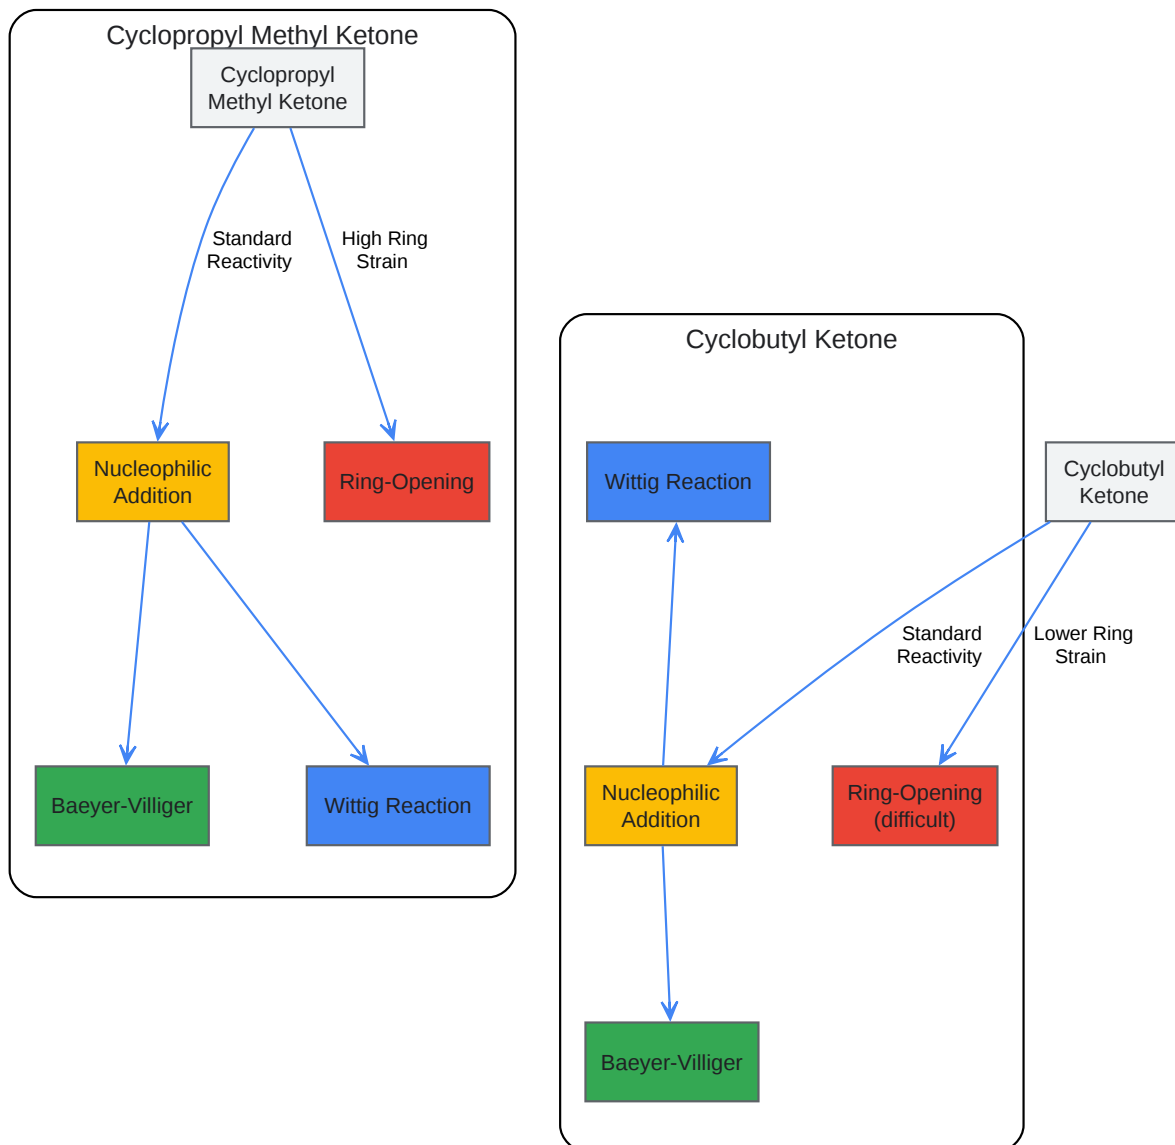 Cyclopropyl Methyl Ketone
Cyclopropyl
Methyl Ketone
Standard
Reactivity
High Ring
Strain
Nucleophilic
Addition
Ring-Opening
Baeyer-Villiger
Wittig Reaction
Cyclobutyl Ketone
Wittig Reaction
Cyclobutyl
Ketone
Standard
Reactivity
Lower Ring
Strain
Nucleophilic
Addition
Ring-Opening
(difficult)
Baeyer-Villiger